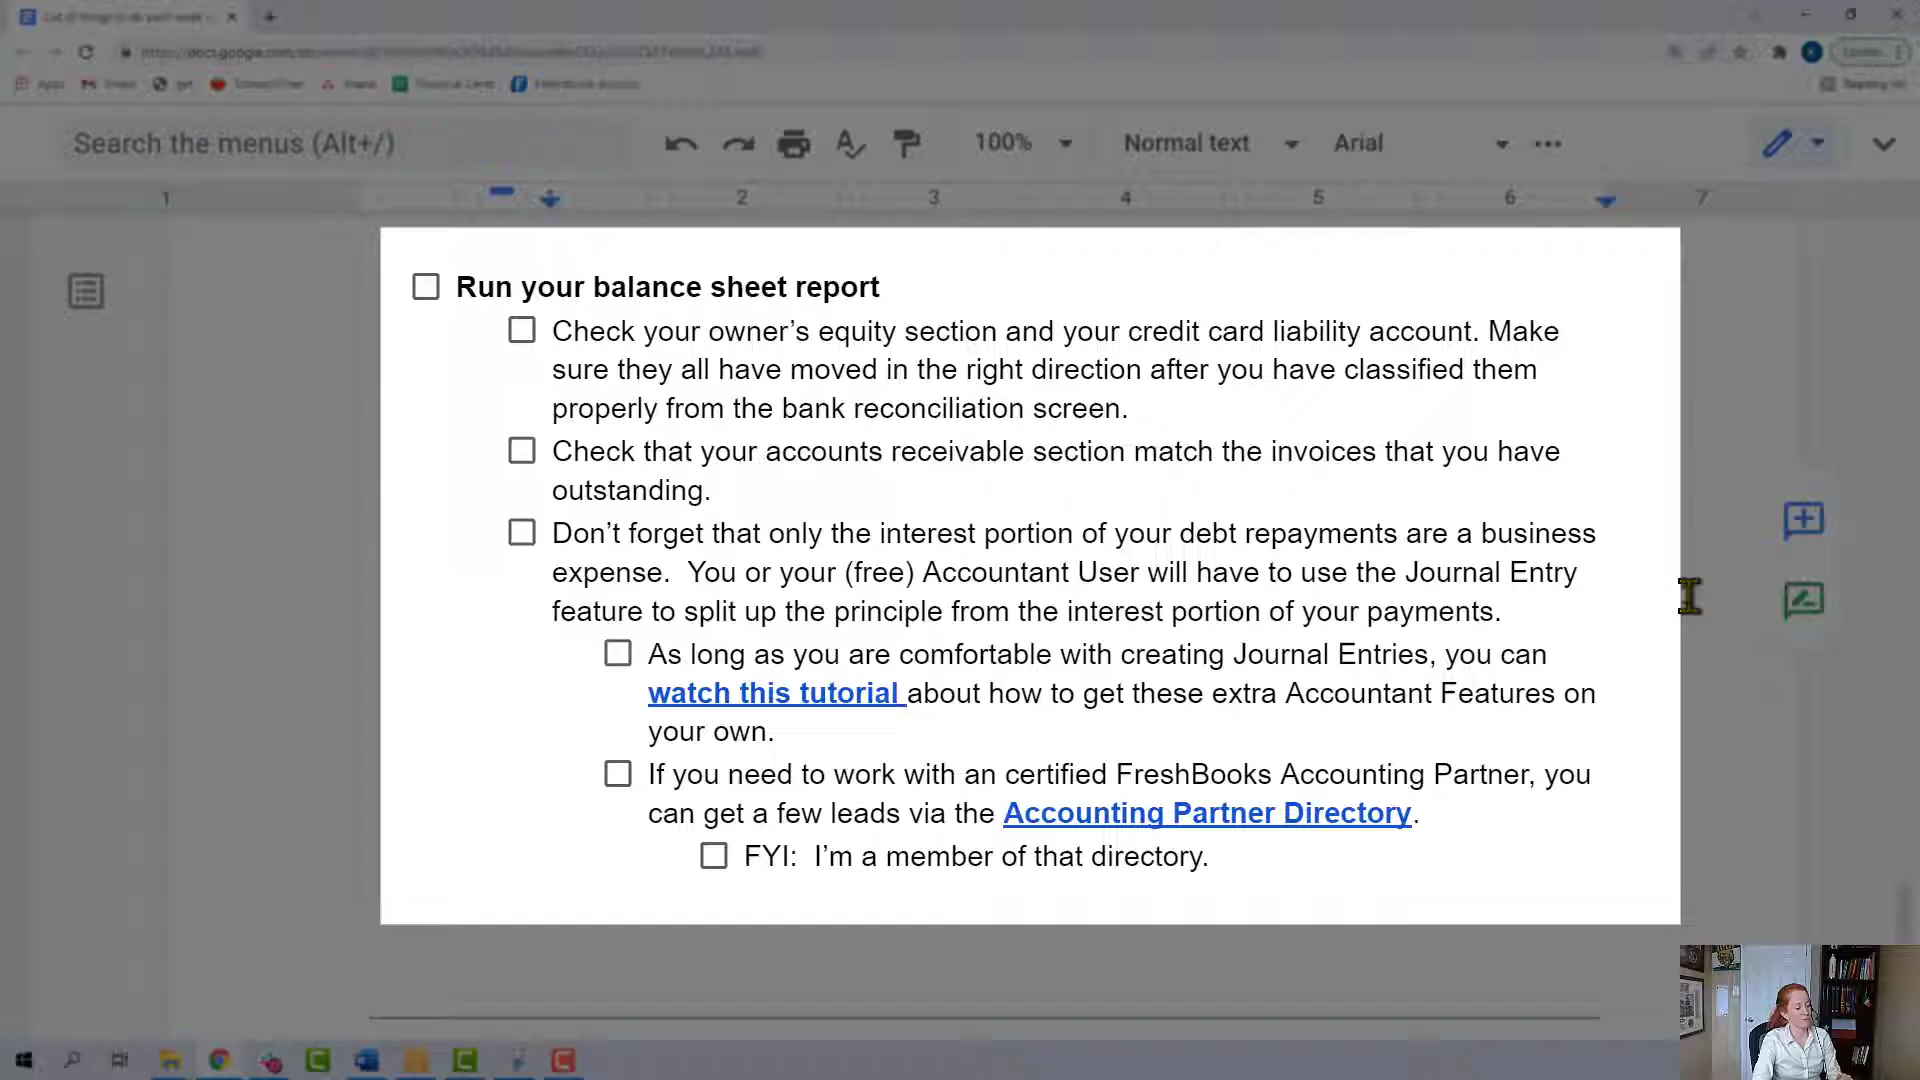 Search the menus (Alt+/)
100%
Normal text
Arial
1 2 3 4 5 6 7
Run your balance sheet report
Check your owner’s equity section and your credit card liability account. Make
sure they all have moved in the right direction after you have classified them
properly from the bank reconciliation screen.
Check that your accounts receivable section match the invoices that you have
outstanding.
Don’t forget that only the interest portion of your debt repayments are a business
expense.  You or your (free) Accountant User will have to use the Journal Entry
feature to split up the principle from the interest portion of your payments.
As long as you are comfortable with creating Journal Entries, you can
watch this tutorial about how to get these extra Accountant Features on
your own.
If you need to work with an certified FreshBooks Accounting Partner, you
can get a few leads via the Accounting Partner Directory.
FYI:  I’m a member of that directory.